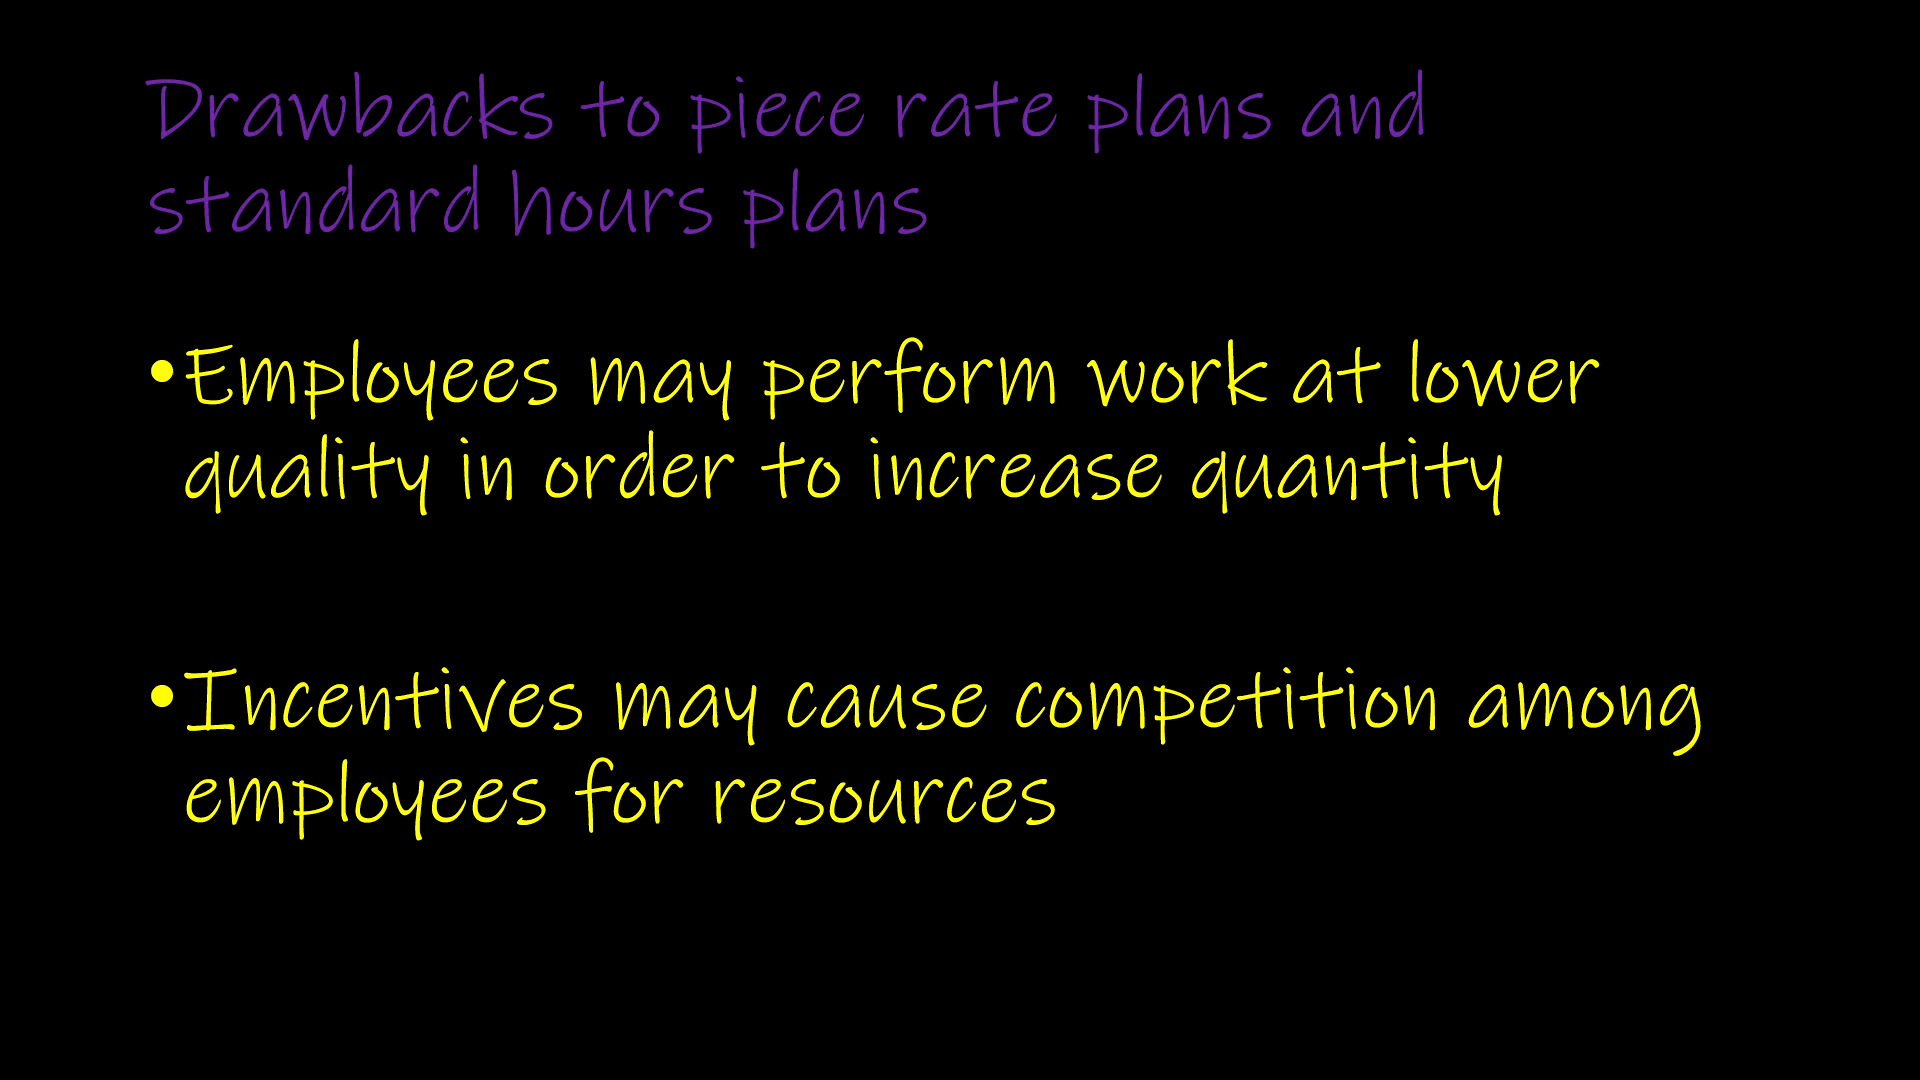 Drawbacks to piece rate plans and
standard hours plans
•Employees may perform work at lower
quality in order to increase quantity
•Incentives may cause competition among
employees for resources